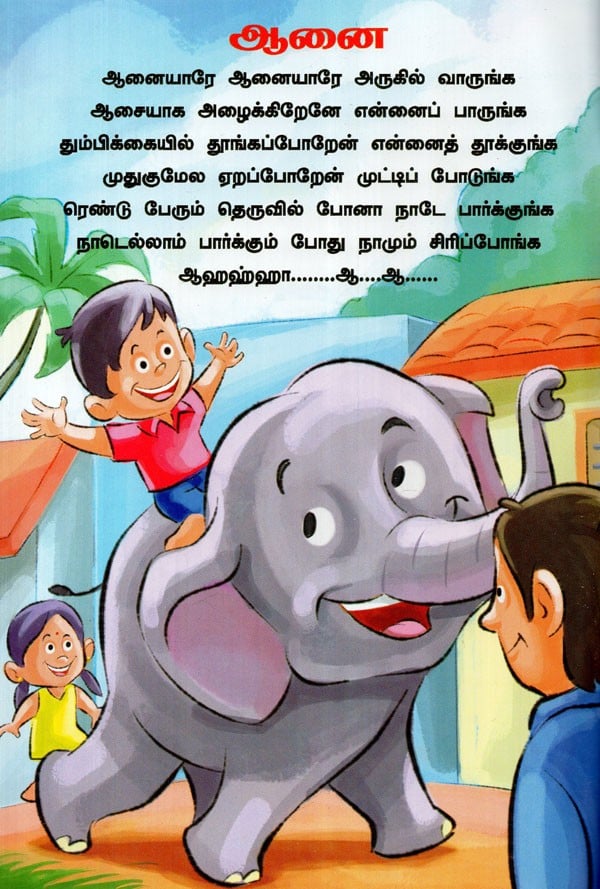 ஆனை
ஆனையாரே ஆனையாரே அருகில் வாருங்க
ஆசையாக அழைக்கிறேனே என்னைப் பாருங்க
தும்பிக்கையில் தூங்கப்போறேன் என்னைத் தூக்குங்க
முதுகுமேல ஏறப்போறேன் முட்டிப் போடுங்க
ரெண்டு பேரும் தெருவில் போனா நாடே பார்க்குங்க
நாடெல்லாம் பார்க்கும் போது நாமும் சிரிப்போங்க
ஆஹஹ்ஹா........ஆ....ஆ......